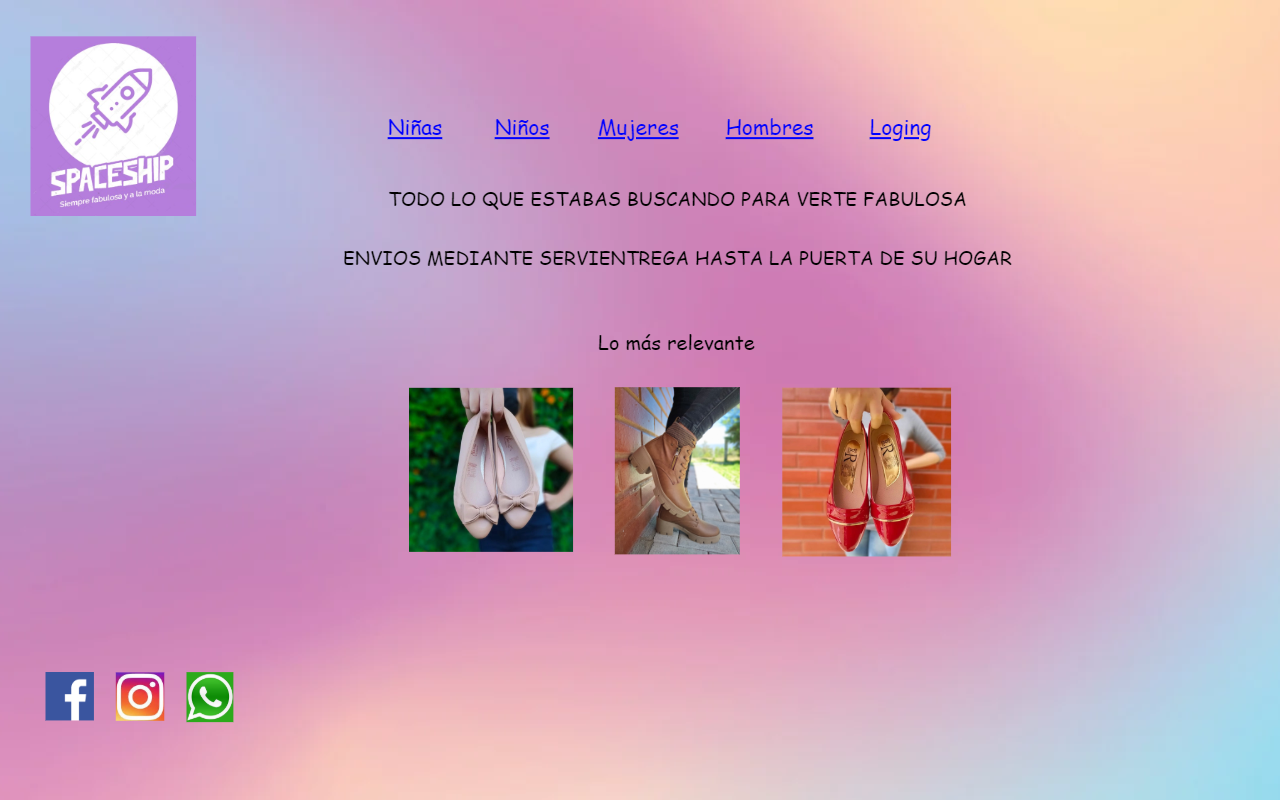 SPACESHIP
Siempre fabulosa y a la moda
Niñas Niños Mujeres Hombres Loging
TODO LO QUE ESTABAS BUSCANDO PARA VERTE FABULOSA
ENVIOS MEDIANTE SERVIENTREGA HASTA LA PUERTA DE SU HOGAR
Lo más relevante